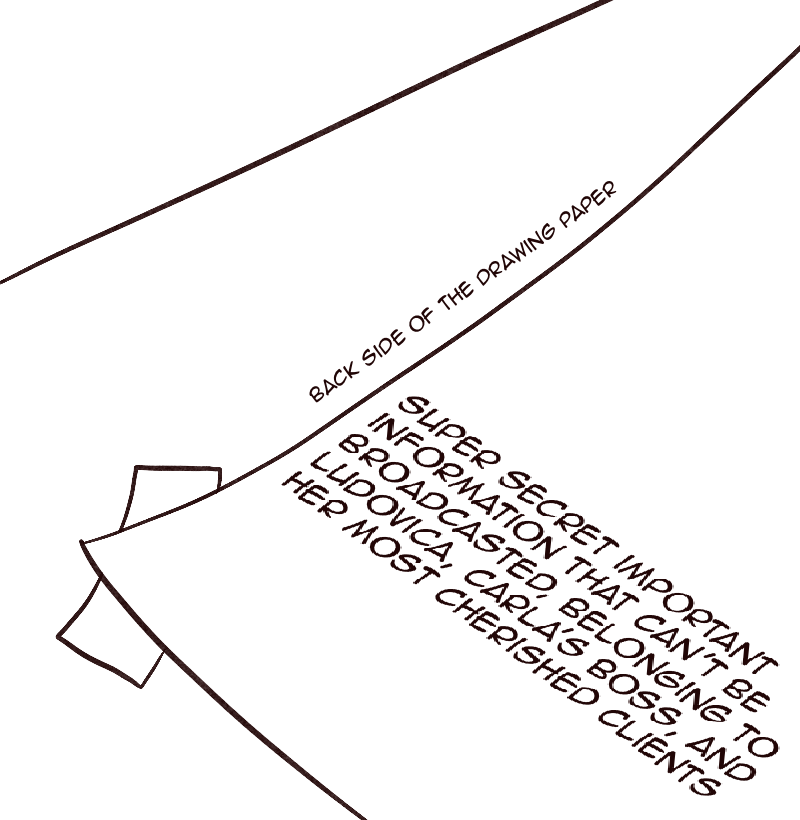 BACK SIDE OF THE DRAWING PAPER
SUPER SECRET IMPORTANT
INFORMATION THAT CAN'T BE
BROADCASTED, BELONGING TO
LUDOVICA, CARLA'S BOSS, AND
HER MOST CHERISHED CLIENTS